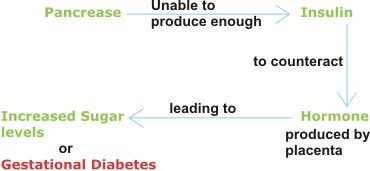 Pancrease
Unable to
produce enough
Insulin
to counteract
Hormone
produced by
placenta
leading to
Increased Sugar
levels
or
Gestational Diabetes